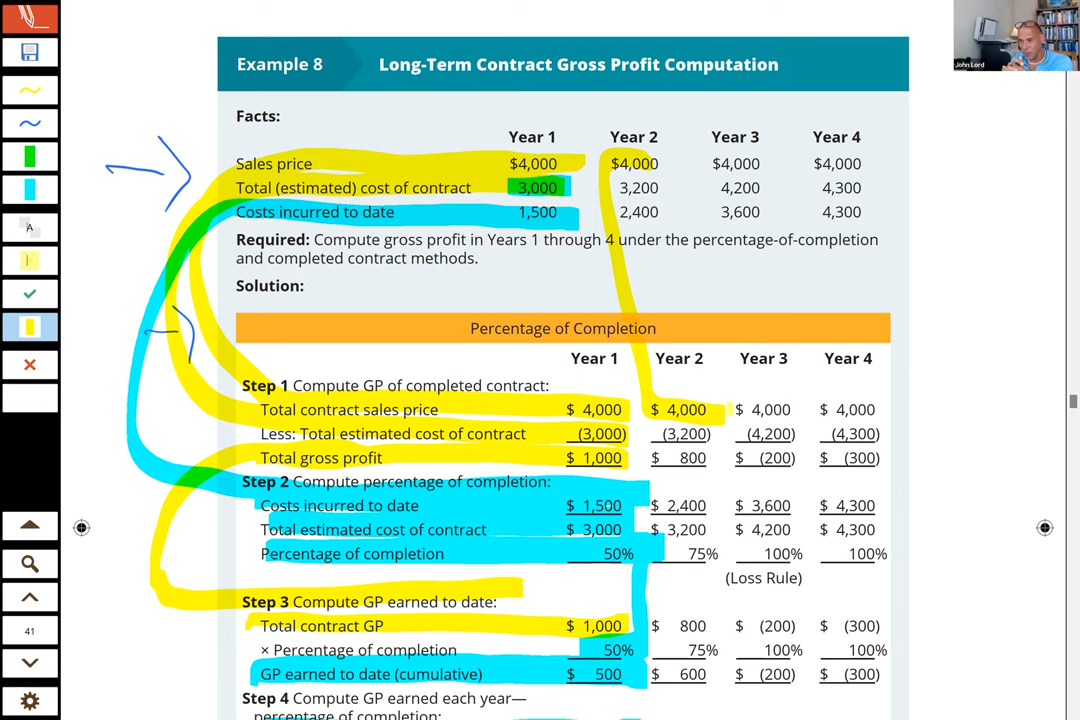 John Lord
Example 8 Long-Term Contract Gross Profit Computation
Facts:
Year 1 Year 2 Year 3 Year 4
Sales price $4,000 $4,000 $4,000 $4,000
Total (estimated) cost of contract 3,000 3,200 4,200 4,300
Costs incurred to date 1,500 2,400 3,600 4,300
Required: Compute gross profit in Years 1 through 4 under the percentage-of-completion
and completed contract methods.
Solution:
Percentage of Completion
Year 1 Year 2 Year 3 Year 4
Step 1 Compute GP of completed contract:
Total contract sales price $ 4,000 $ 4,000 $ 4,000 $ 4,000
Less: Total estimated cost of contract (3,000) (3,200) (4,200) (4,300)
Total gross profit $ 1,000 $ 800 $ (200) $ (300)
Step 2 Compute percentage of completion:
Costs incurred to date $ 1,500 $ 2,400 $ 3,600 $ 4,300
Total estimated cost of contract $ 3,000 $ 3,200 $ 4,200 $ 4,300
Percentage of completion 50% 75% 100% 100%
(Loss Rule)
Step 3 Compute GP earned to date:
Total contract GP $ 1,000 $ 800 $ (200) $ (300)
× Percentage of completion 50% 75% 100% 100%
GP earned to date (cumulative) $ 500 $ 600 $ (200) $ (300)
Step 4 Compute GP earned each year—
percentage of completion:
A
41